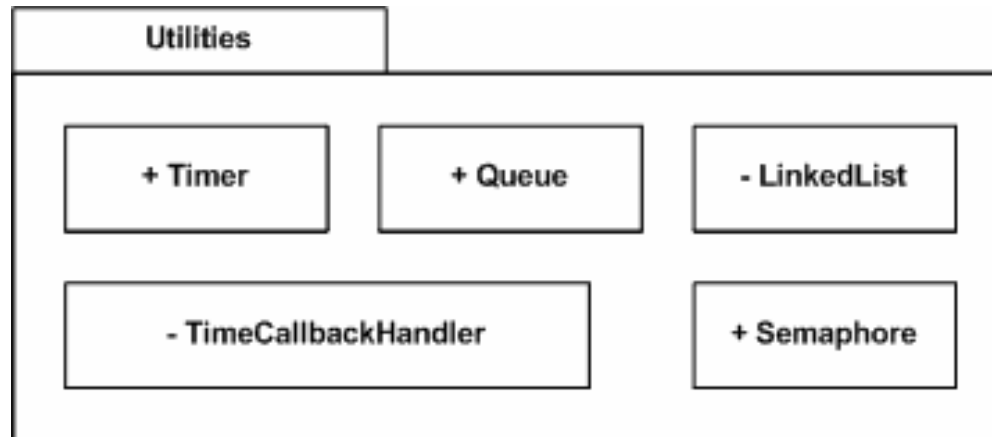 Utilities
+ Timer
+ Queue
- LinkedList
- TimeCallbackHandler
+ Semaphore